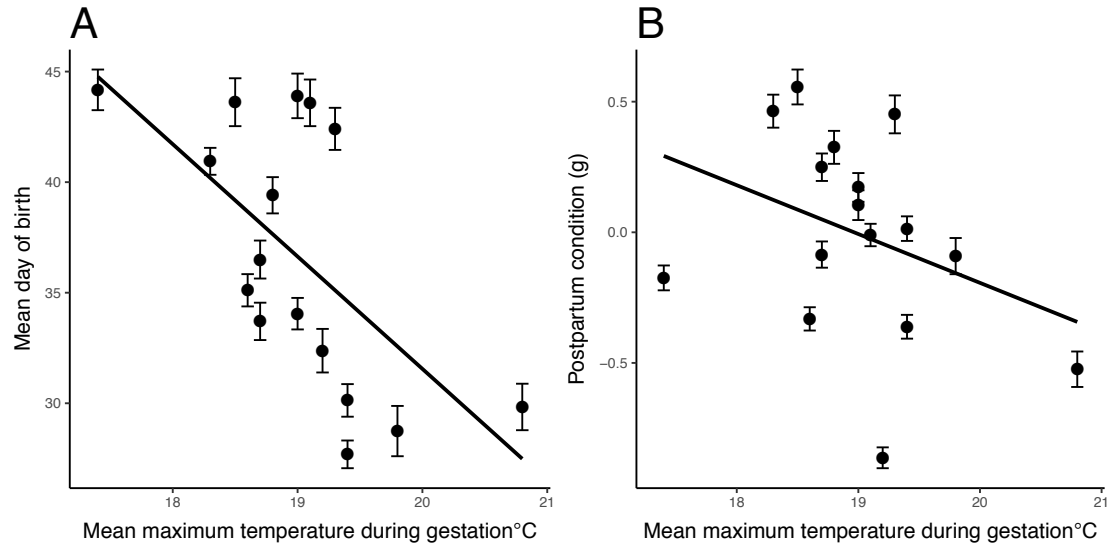 A
Mean day of birth
45
40
35
30
18
19
20
21
Mean maximum temperature during gestation°C
B
Postpartum condition (g)
0.5
0.0
−0.5
18
19
20
21
Mean maximum temperature during gestation°C